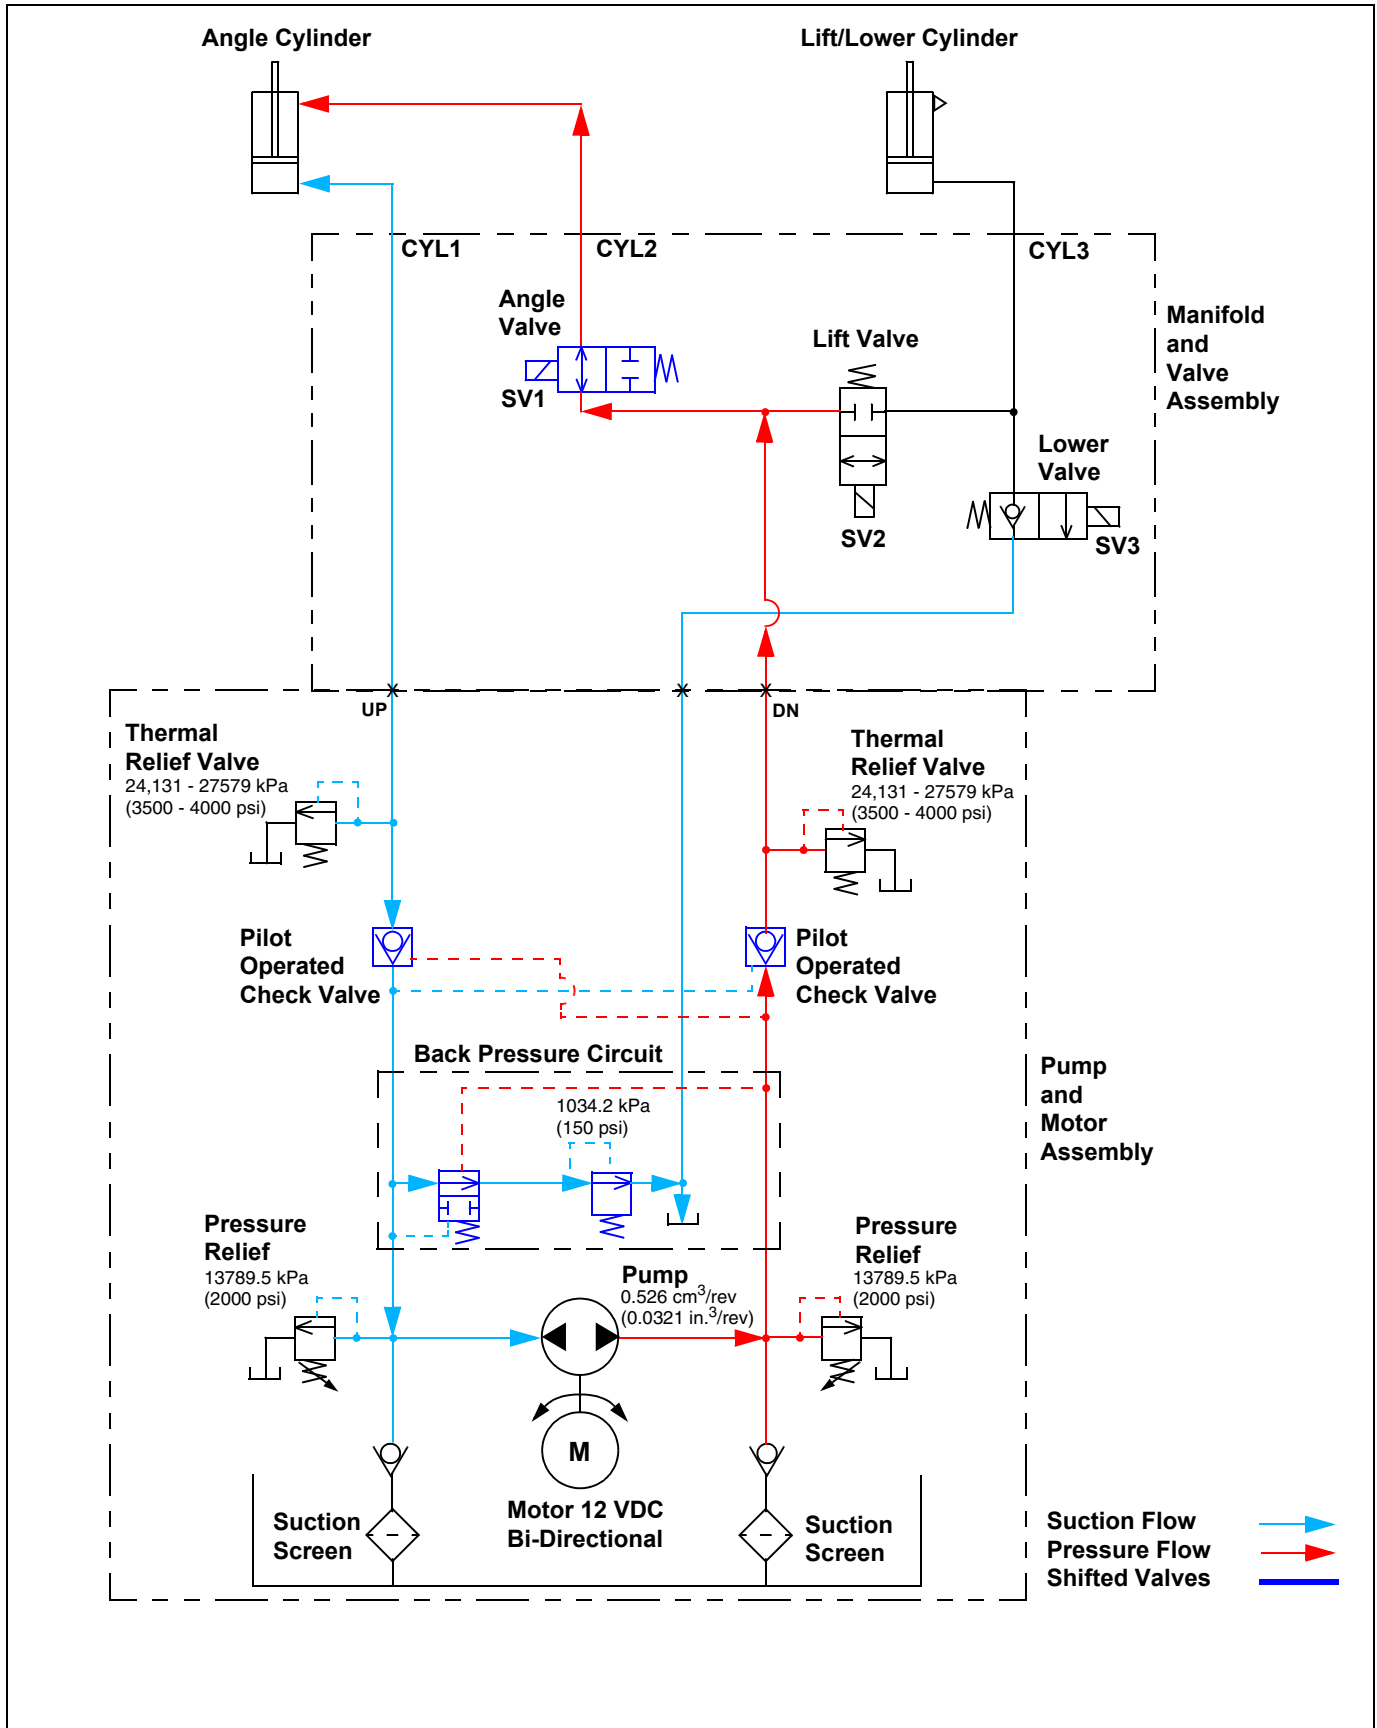 Angle Cylinder
Lift/Lower Cylinder
CYL1
CYL2
CYL3
Angle
Valve
SV1
Lift Valve
SV2
Lower
Valve
SV3
Manifold
and
Valve
Assembly
UP
DN
Thermal
Relief Valve
24,131 - 27579 kPa
(3500 - 4000 psi)
Thermal
Relief Valve
24,131 - 27579 kPa
(3500 - 4000 psi)
Pilot
Operated
Check Valve
Pilot
Operated
Check Valve
Back Pressure Circuit
1034.2 kPa
(150 psi)
Pump
and
Motor
Assembly
Pressure
Relief
13789.5 kPa
(2000 psi)
Pump
0.526 cm³/rev
(0.0321 in.³/rev)
Pressure
Relief
13789.5 kPa
(2000 psi)
M
Motor 12 VDC
Bi-Directional
Suction
Screen
Suction
Screen
Suction Flow
Pressure Flow
Shifted Valves